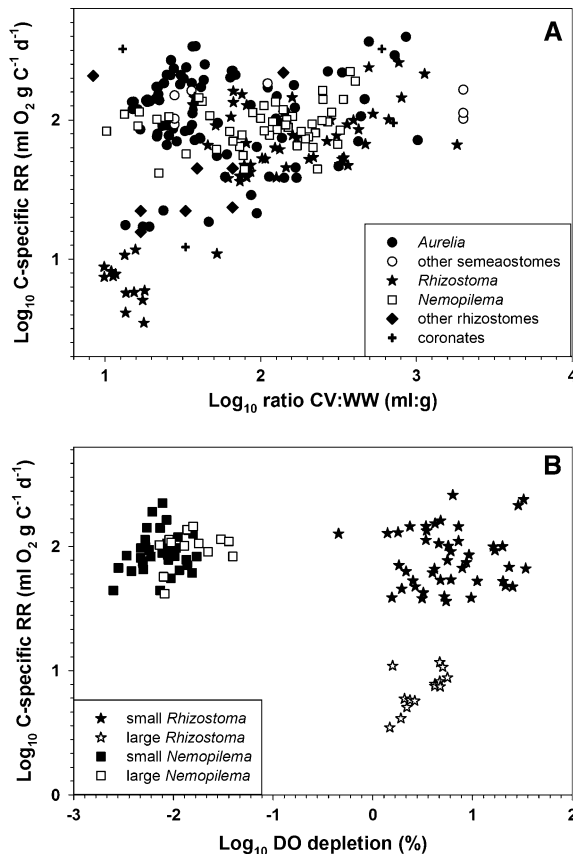 A
Log10 C-specific RR (ml O2 g C-1 d-1)
2
1
Aurelia
other semeaostomes
Rhizostoma
Nemopilema
other rhizostomes
coronates
1 2 3 4
Log10 ratio CV:WW (ml:g)
B
Log10 C-specific RR (ml O2 g C-1 d-1)
2
1
0
small Rhizostoma
large Rhizostoma
small Nemopilema
large Nemopilema
-3 -2 -1 0 1 2
Log10 DO depletion (%)